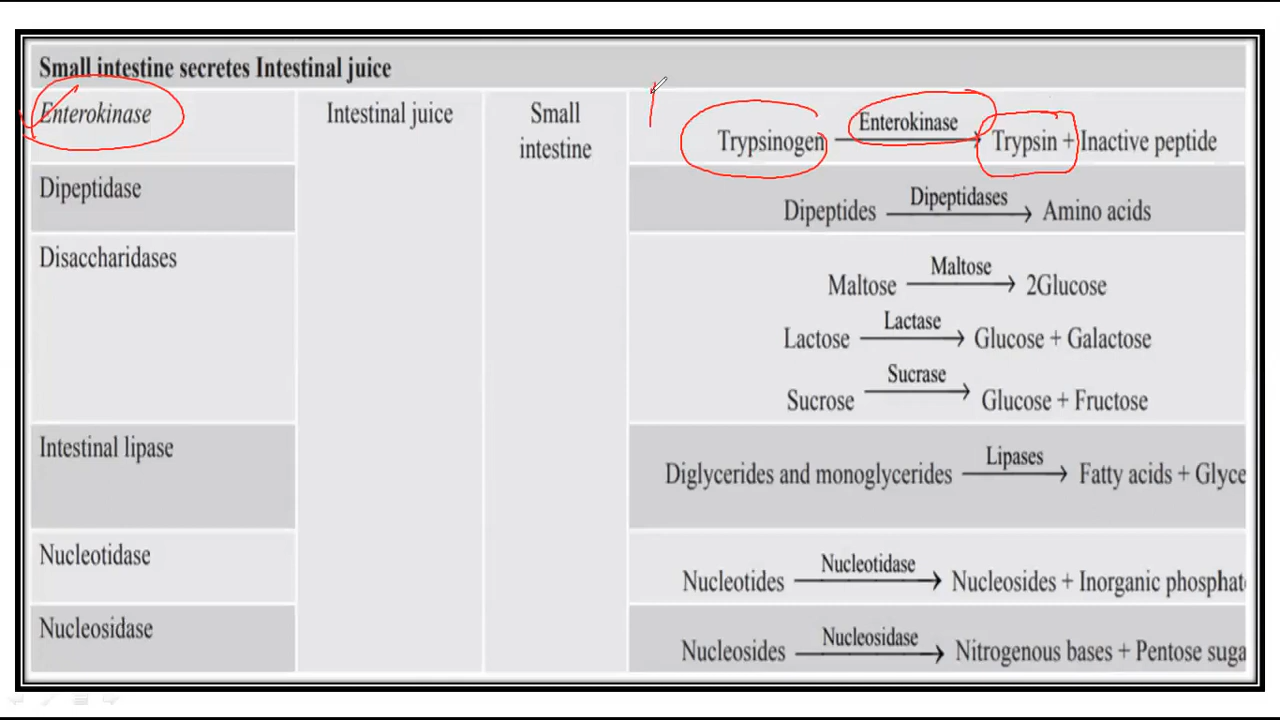 Small intestine secretes Intestinal juice
Enterokinase
Intestinal juice
Small
intestine
Enterokinase
Trypsinogen Trypsin + Inactive peptide
Dipeptidase
Dipeptidases
Dipeptides Amino acids
Disaccharidases
Maltose
Maltose 2Glucose
Lactase
Lactose Glucose + Galactose
Sucrase
Sucrose Glucose + Fructose
Intestinal lipase
Lipases
Diglycerides and monoglycerides Fatty acids + Glyce
Nucleotidase
Nucleotidase
Nucleotides Nucleosides + Inorganic phosphat
Nucleosidase
Nucleosidase
Nucleosides Nitrogenous bases + Pentose suga